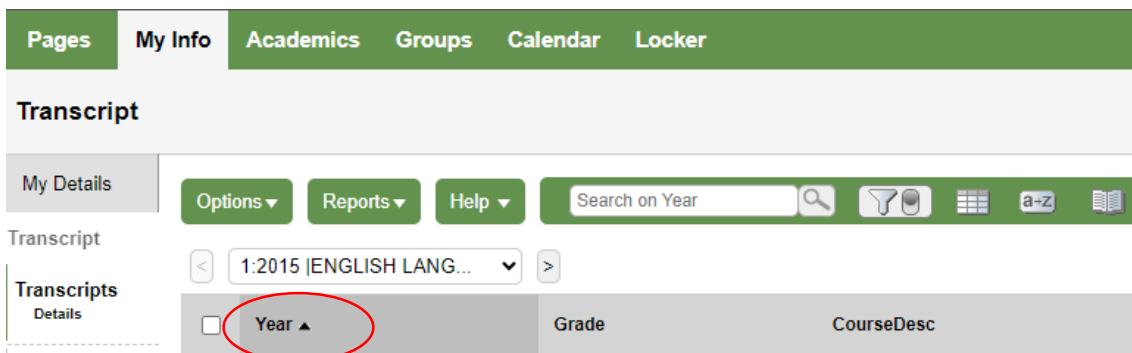 Pages My Info Academics Groups Calendar Locker
Transcript
My Details
Options Reports Help Search on Year a-z
Transcript
1:2015 |ENGLISH LANG...
< >
Transcripts
Details
Year Grade CourseDesc